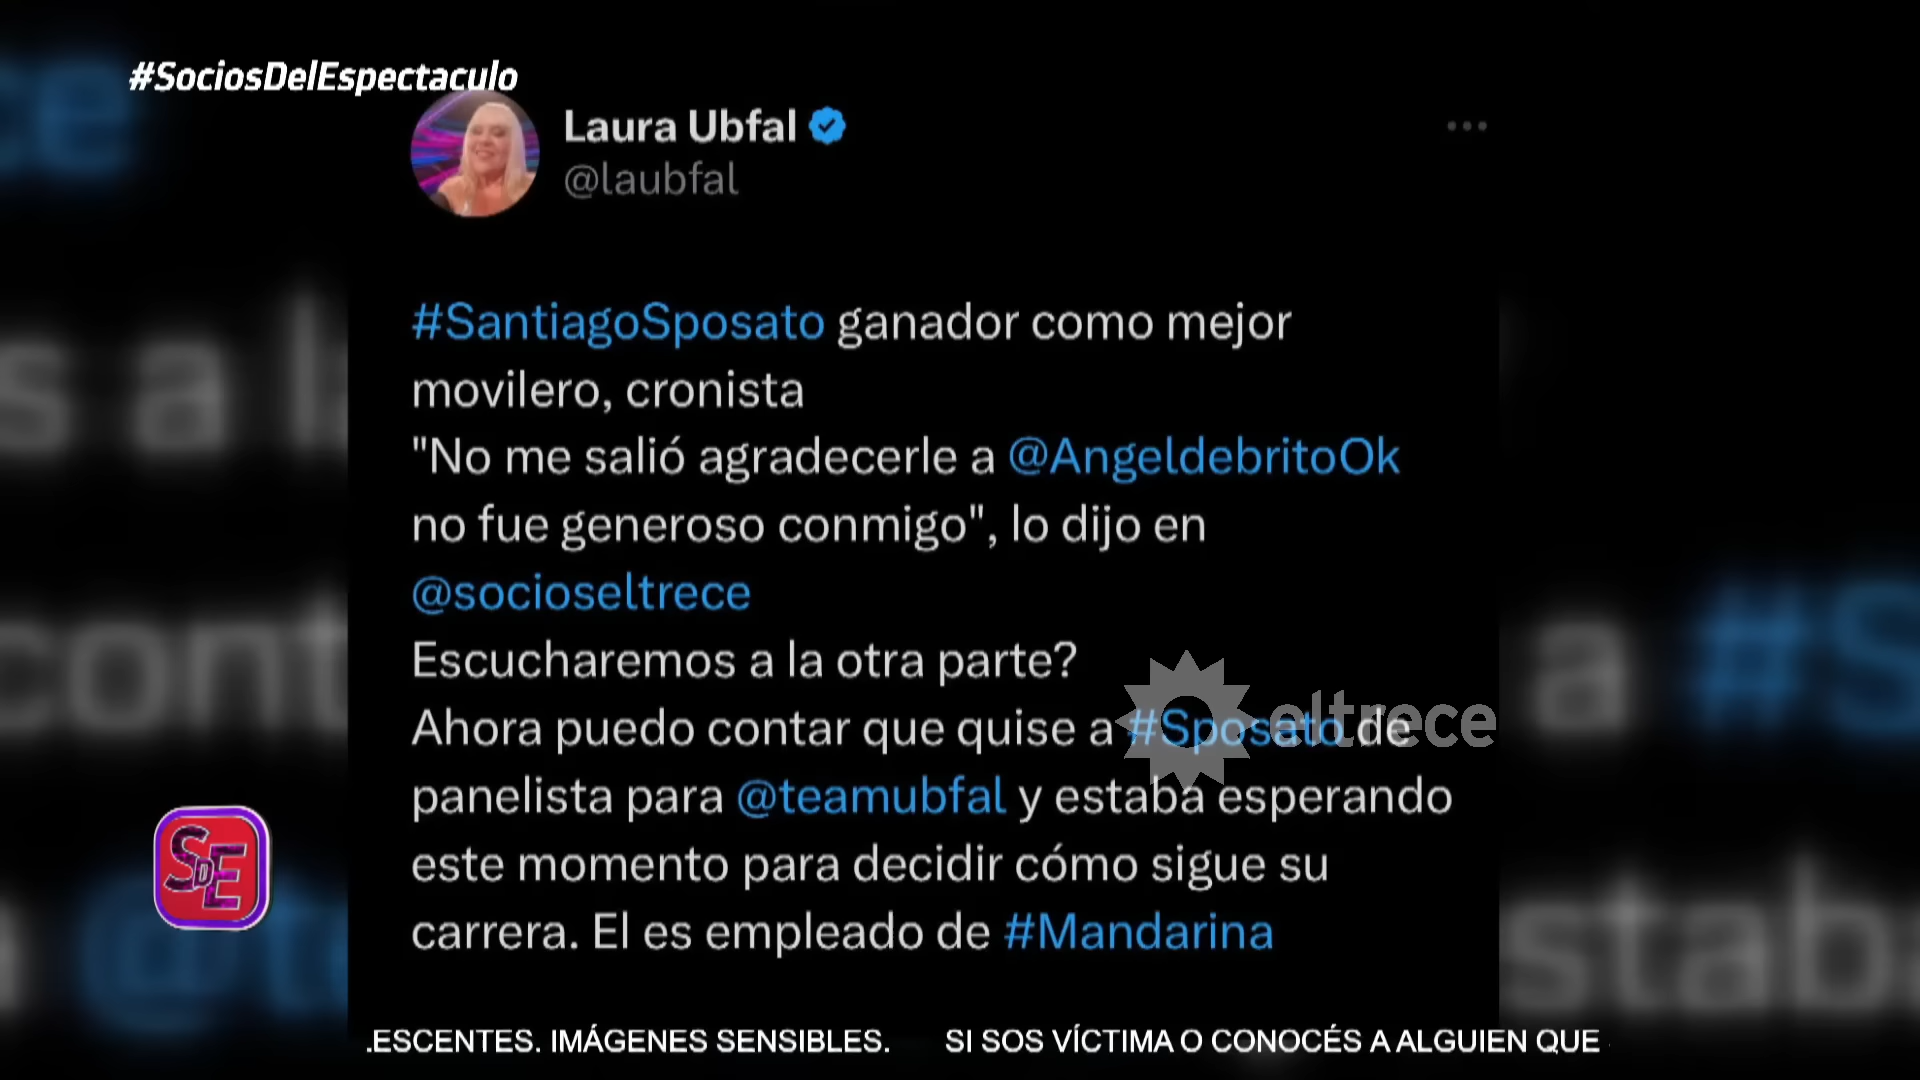 #SociosDelEspectaculo
Laura Ubfal
@laubfal
#SantiagoSposato ganador como mejor
movilero, cronista
"No me salió agradecerle a @AngeldebritoOk
no fue generoso conmigo", lo dijo en
@socioseltrece
Escucharemos a la otra parte?
Ahora puedo contar que quise a #Sposato de
eltrece
panelista para @teamubfal y estaba esperando
este momento para decidir cómo sigue su
carrera. El es empleado de #Mandarina
SDE
.ESCENTES. IMÁGENES SENSIBLES. SI SOS VÍCTIMA O CONOCÉS A ALGUIEN QUE